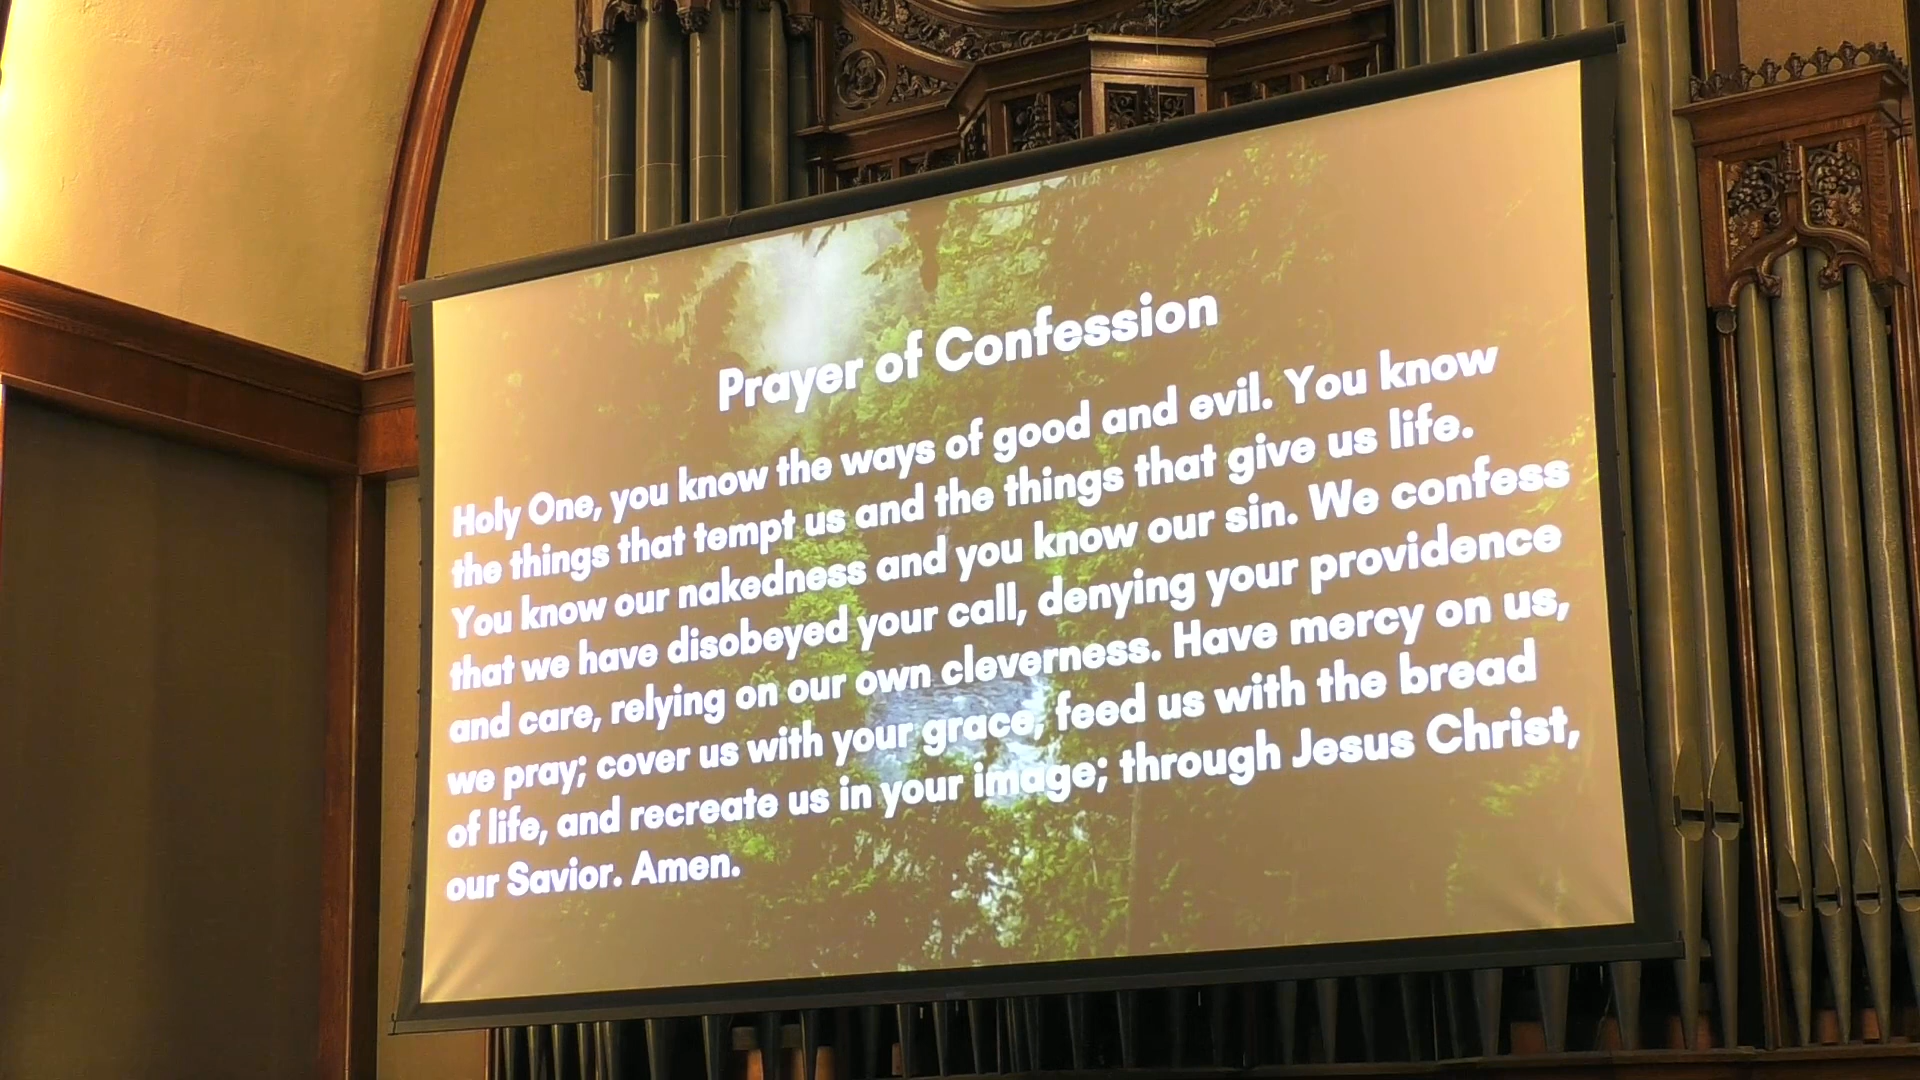 Prayer of Confession
Holy One, you know the ways of good and evil. You know
the things that tempt us and the things that give us life.
You know our nakedness and you know our sin. We confess
that we have disobeyed your call, denying your providence
and care, relying on our own cleverness. Have mercy on us,
we pray; cover us with your grace, feed us with the bread
of life, and recreate us in your image; through Jesus Christ,
our Savior. Amen.